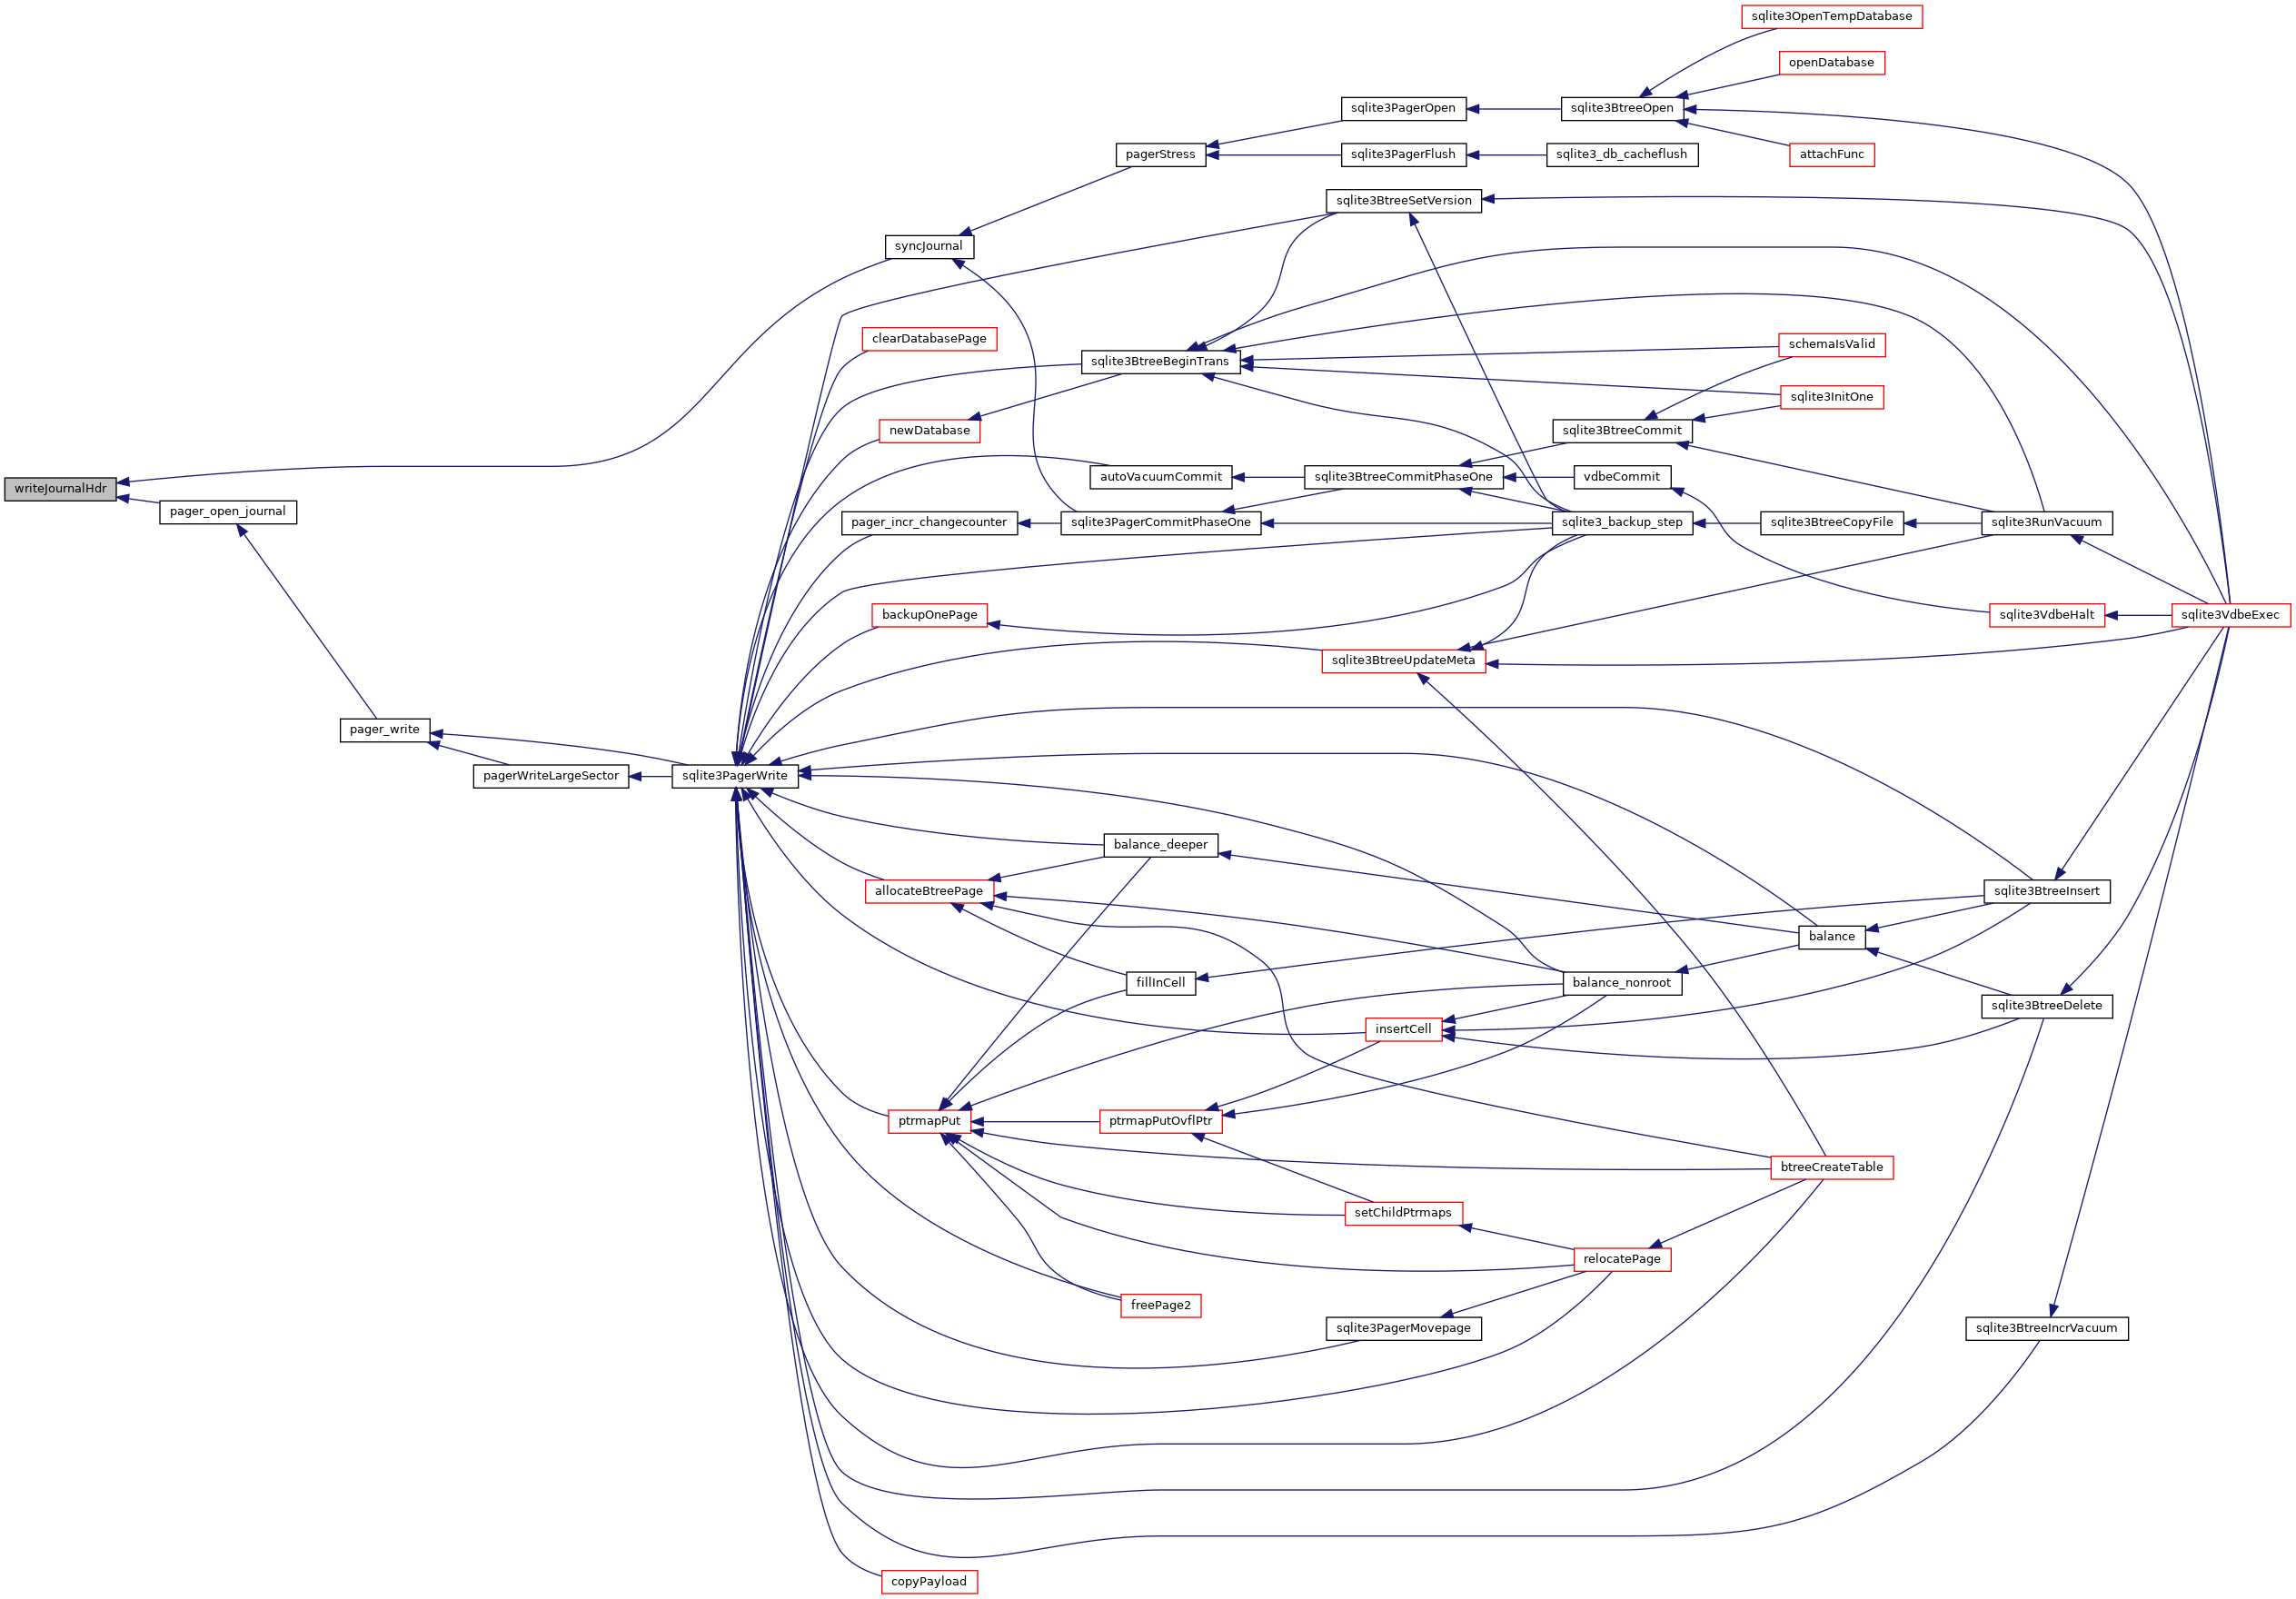 sqlite3OpenTempDatabase
openDatabase
sqlite3PagerOpen
sqlite3BtreeOpen
pagerStress
sqlite3PagerFlush
sqlite3_db_cacheflush
attachFunc
sqlite3BtreeSetVersion
syncJournal
clearDatabasePage
schemaIsValid
sqlite3BtreeBeginTrans
sqlite3InitOne
newDatabase
sqlite3BtreeCommit
autoVacuumCommit
sqlite3BtreeCommitPhaseOne
vdbeCommit
writeJournalHdr
pager_open_journal
pager_incr_changecounter
sqlite3PagerCommitPhaseOne
sqlite3_backup_step
sqlite3BtreeCopyFile
sqlite3RunVacuum
backupOnePage
sqlite3VdbeHalt
sqlite3VdbeExec
sqlite3BtreeUpdateMeta
pager_write
pagerWriteLargeSector
sqlite3PagerWrite
balance_deeper
allocateBtreePage
sqlite3BtreeInsert
balance
fillInCell
balance_nonroot
sqlite3BtreeDelete
insertCell
ptrmapPut
ptrmapPutOvflPtr
btreeCreateTable
setChildPtrmaps
relocatePage
freePage2
sqlite3PagerMovepage
sqlite3BtreeIncrVacuum
copyPayload